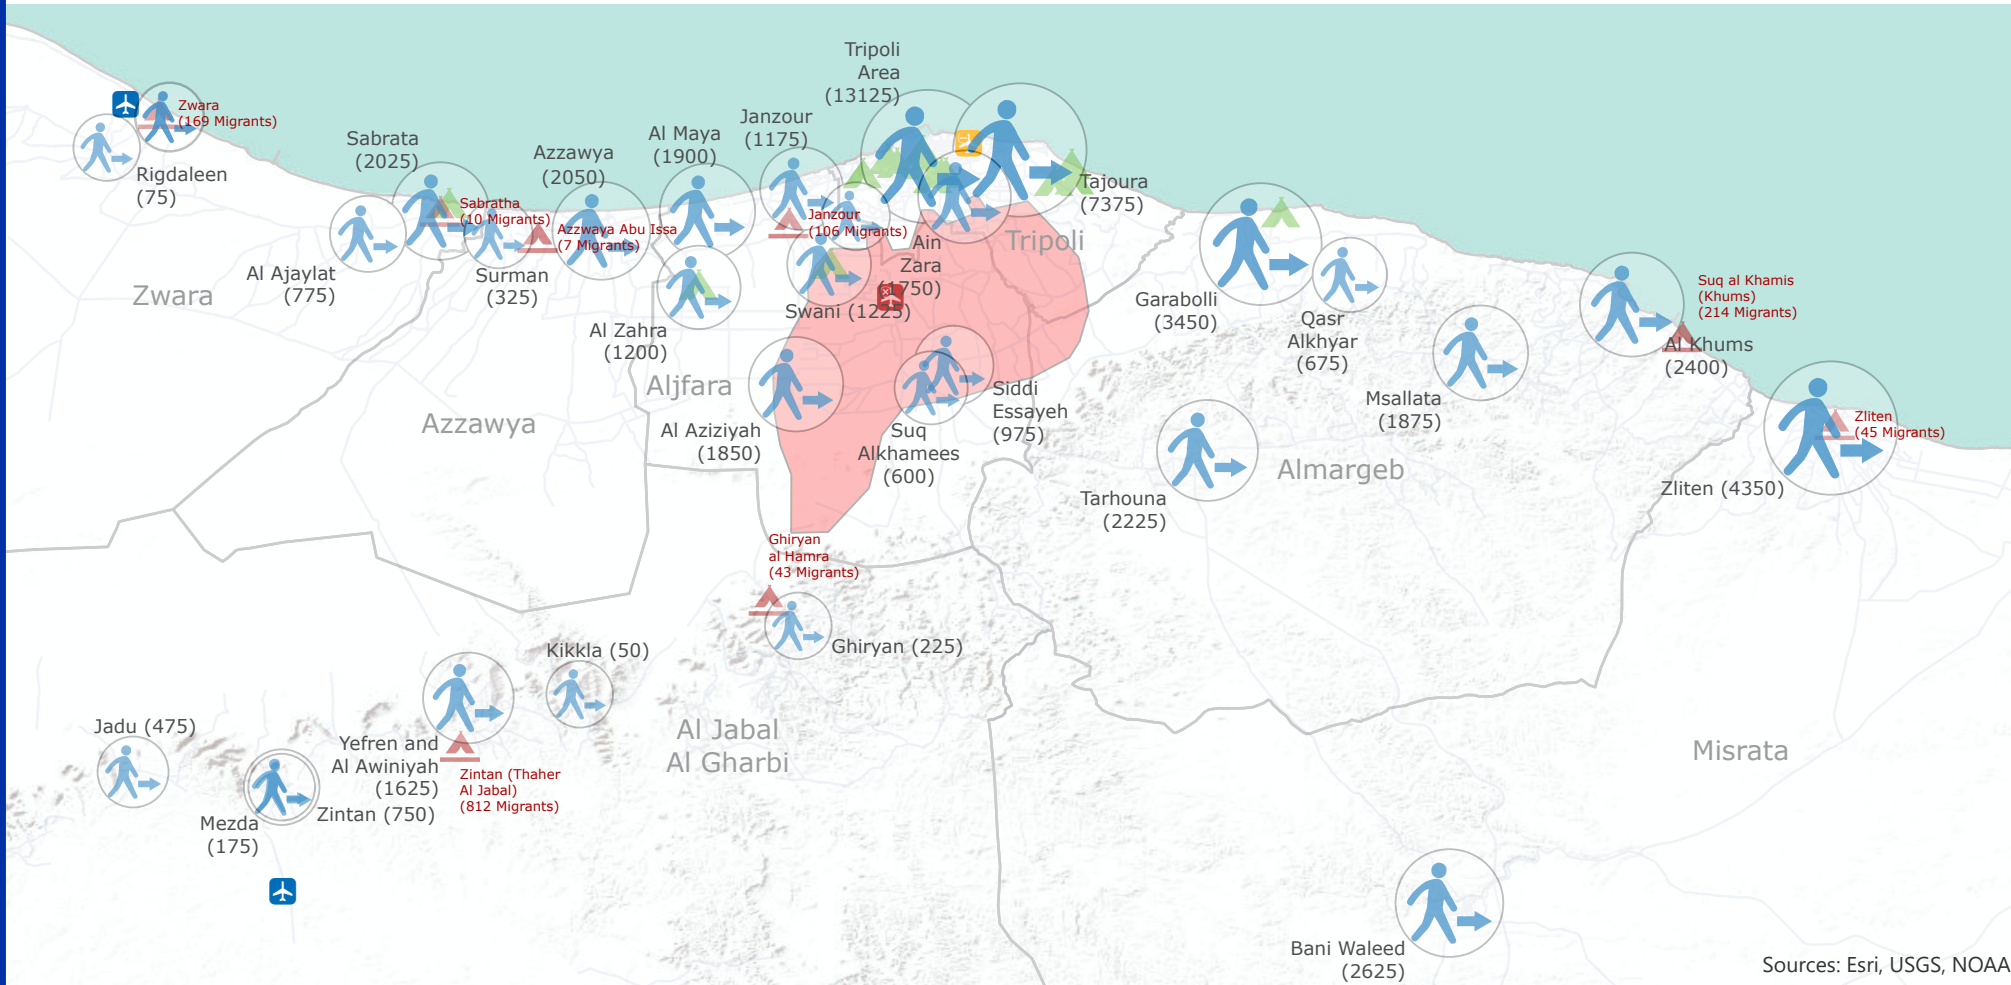 Tripoli
Area
(13125)
Zwara
(169 Migrants)
Rigdaleen
(75)
Sabrata
(2025)
Azzawya
(2050)
Al Maya
(1900)
Janzour
(1175)
Tajoura
(7375)
Sabratha
(10 Migrants)
Azzwaya Abu Issa
(7 Migrants)
Janzour
(106 Migrants)
Ain
Zara
(1750)
Tripoli
Al Ajaylat
(775)
Surman
(325)
Zwara
Al Zahra
(1200)
Swani (1225)
Garabolli
(3450)
Qasr
Alkhyar
(675)
Suq al Khamis
(Khums)
(214 Migrants)
Al Khums
(2400)
Msallata
(1875)
Aljfara
Azzawya
Al Aziziyah
(1850)
Suq
Alkhamees
(600)
Siddi
Essayeh
(975)
Zliten
(45 Migrants)
Zliten (4350)
Almargeb
Tarhouna
(2225)
Ghiryan
al Hamra
(43 Migrants)
Ghiryan (225)
Kikkla (50)
Jadu (475)
Yefren and
Al Awiniyah
(1625)
Zintan (Thaher
Al Jabal)
(812 Migrants)
Zintan (750)
Mezda
(175)
Al Jabal
Al Gharbi
Misrata
Bani Waleed
(2625)
Sources: Esri, USGS, NOAA